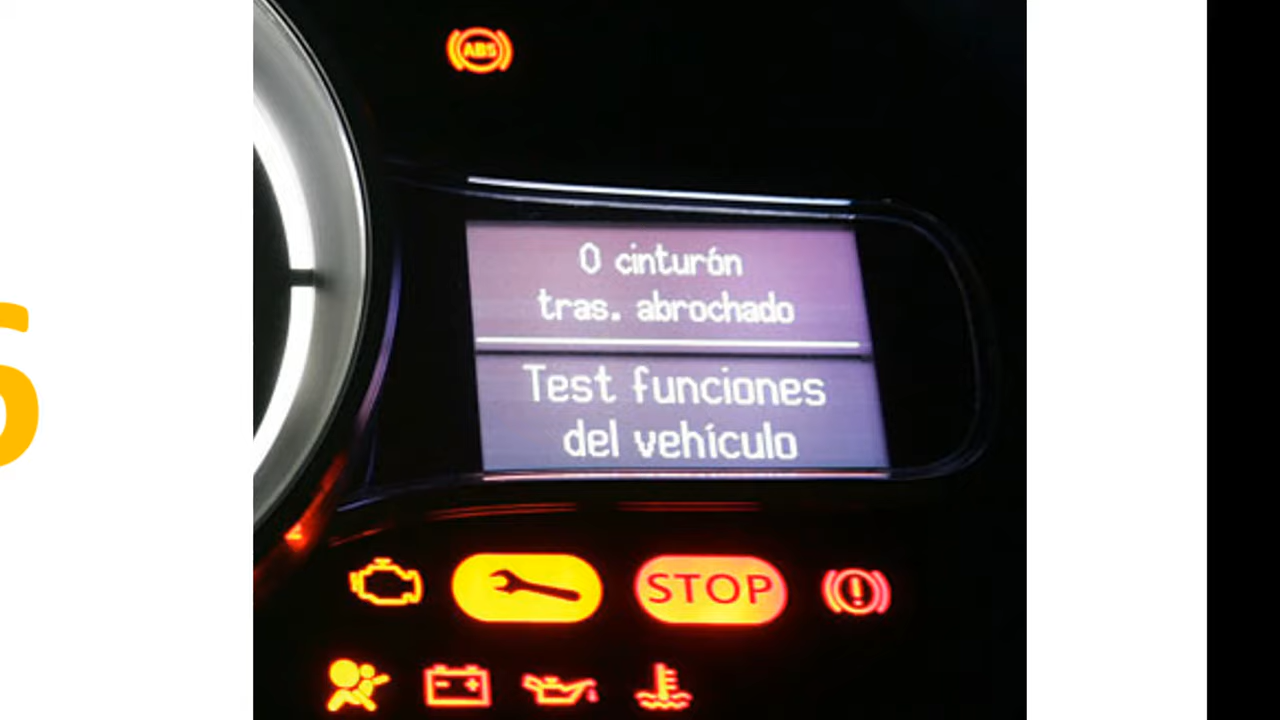 ABS
0 cinturón
tras. abrochado
Test funciones
del vehículo
STOP